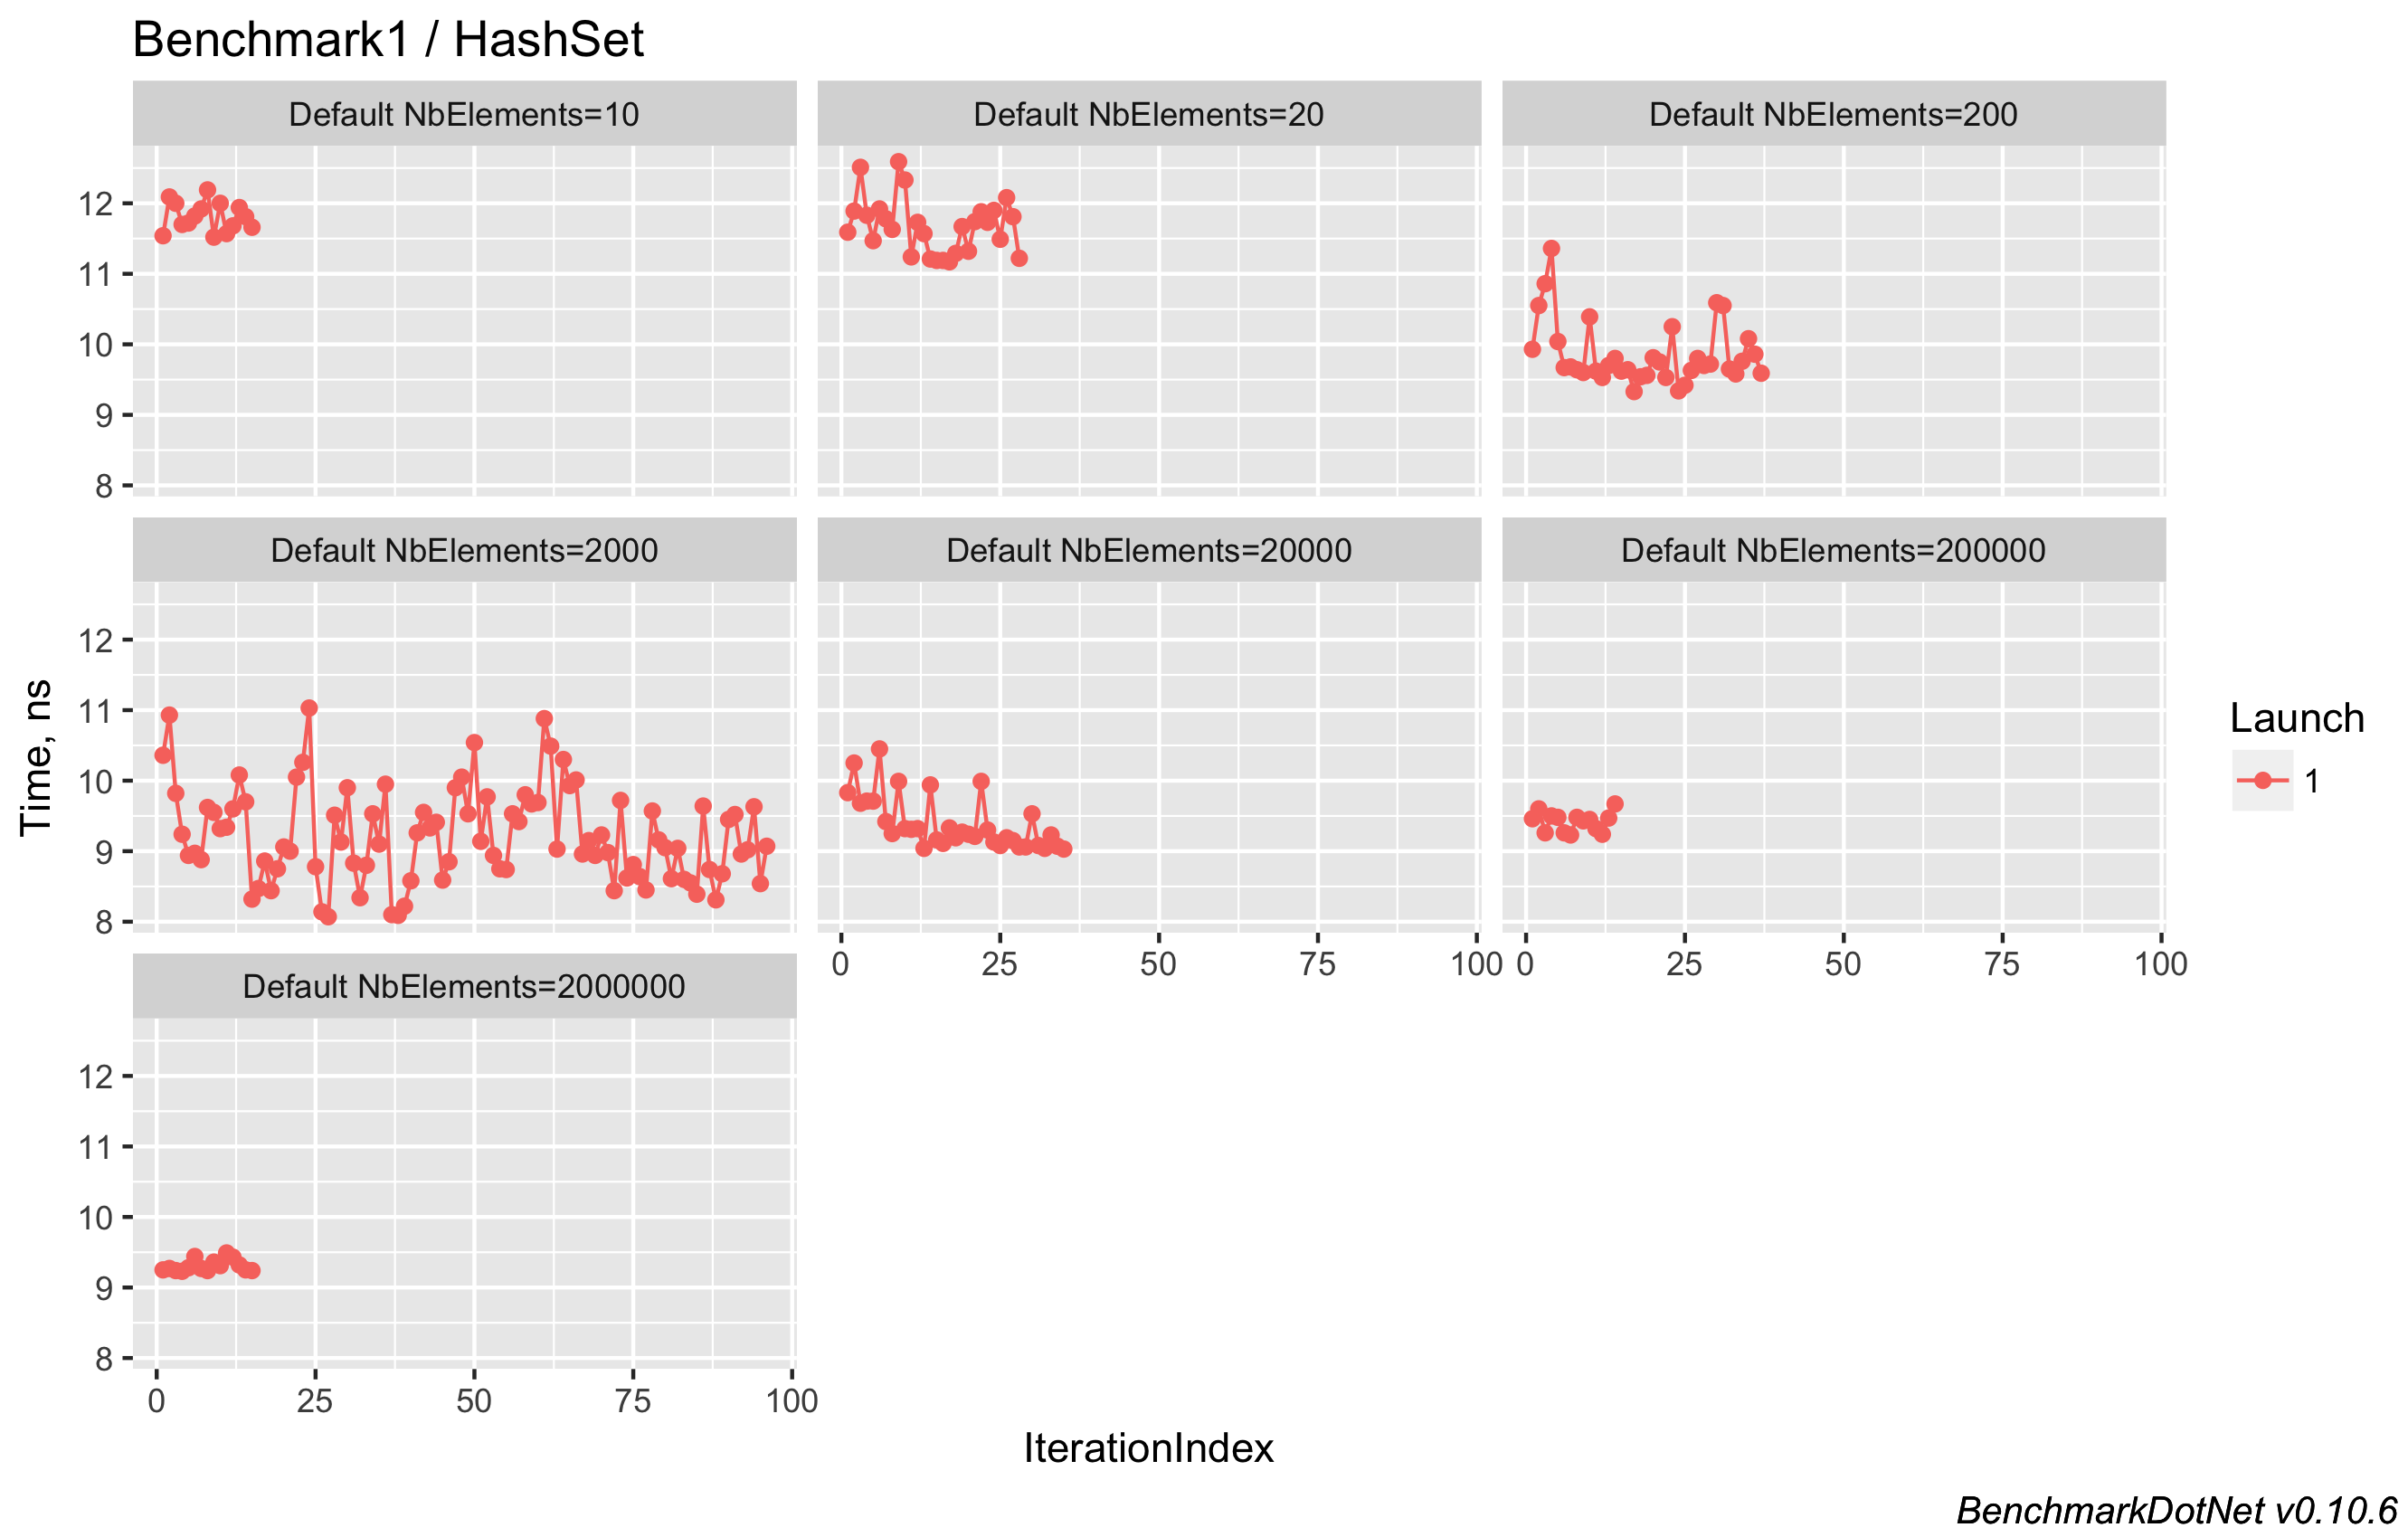 Benchmark1 / HashSet
Default NbElements=10
Default NbElements=20
Default NbElements=200
12
11
10
9
8
Default NbElements=2000
Default NbElements=20000
Default NbElements=200000
12
11
10
9
8
0 25 50 75 100
0 25 50 75 100
Default NbElements=2000000
12
11
10
9
8
0 25 50 75 100
Time, ns
IterationIndex
Launch
1
BenchmarkDotNet v0.10.6